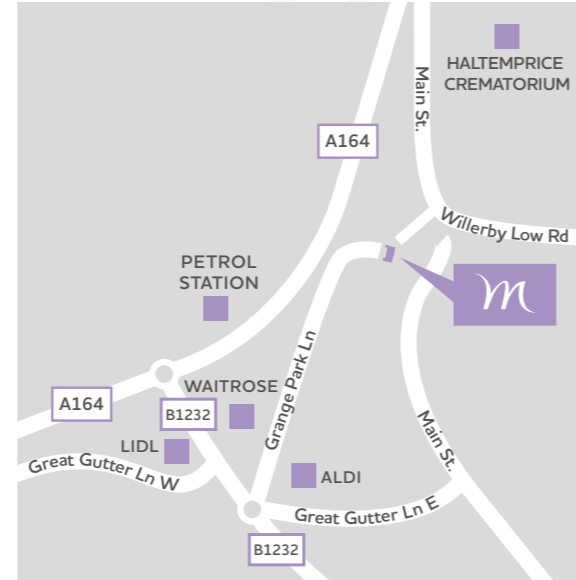 HALTEMPRICE
CREMATORIUM
Main St.
A164
Willerby Low Rd
PETROL
STATION
m
Grange Park Ln
WAITROSE
A164
B1232
LIDL
Great Gutter Ln W
ALDI
Main St.
Great Gutter Ln E
B1232